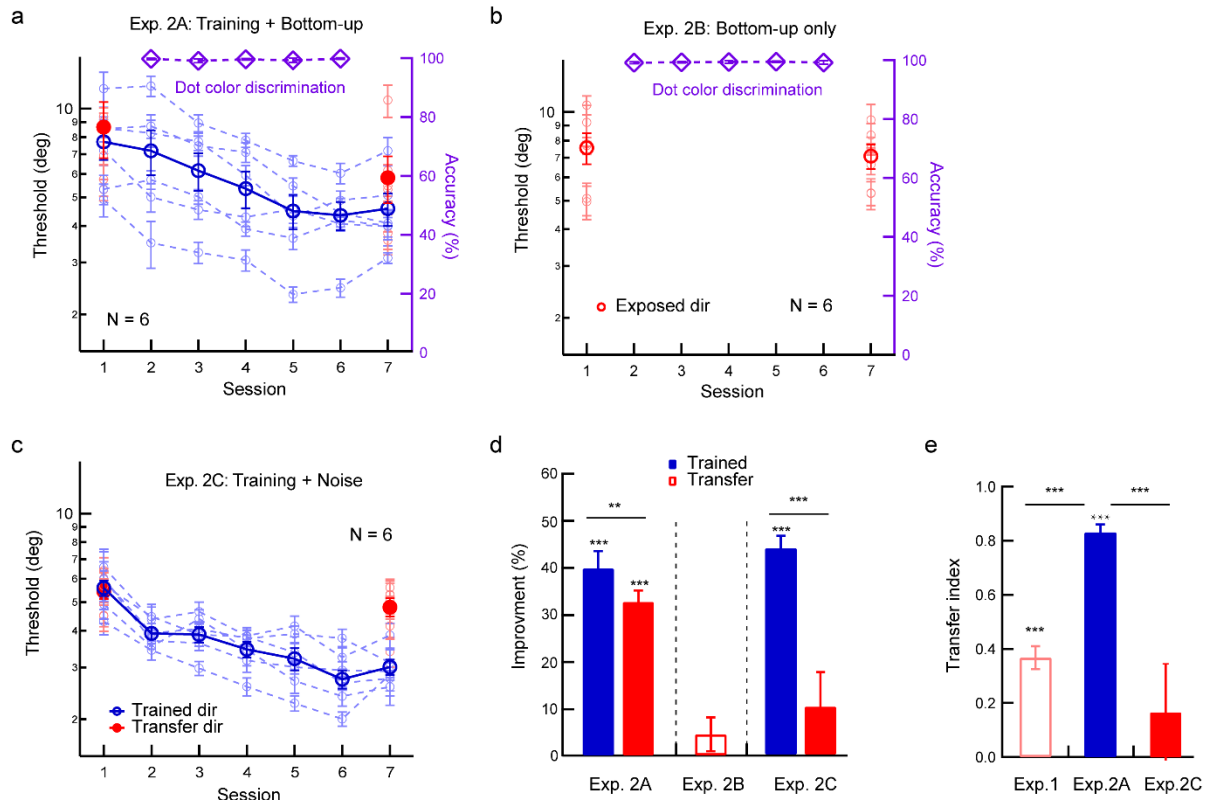 a
Exp. 2A: Training + Bottom-up
Dot color discrimination
Threshold (deg)
10
9
8
7
6
5
4
3
2
Accuracy (%)
100
80
60
40
20
0
N = 6
1 2 3 4 5 6 7
Session
b
Exp. 2B: Bottom-up only
Dot color discrimination
Threshold (deg)
10
9
8
7
6
5
4
3
2
Accuracy (%)
100
80
60
40
20
0
Exposed dir
N = 6
1 2 3 4 5 6 7
Session
c
Exp. 2C: Training + Noise
N = 6
Threshold (deg)
10
9
8
7
6
5
4
3
2
Trained dir
Transfer dir
1 2 3 4 5 6 7
Session
d
Trained
Transfer
Improvment (%)
60
50
40
30
20
10
0
**
***
***
***
***
Exp. 2A Exp. 2B Exp. 2C
e
Transfer index
1.0
0.8
0.6
0.4
0.2
0.0
*** ***
***
***
Exp.1 Exp.2A Exp.2C